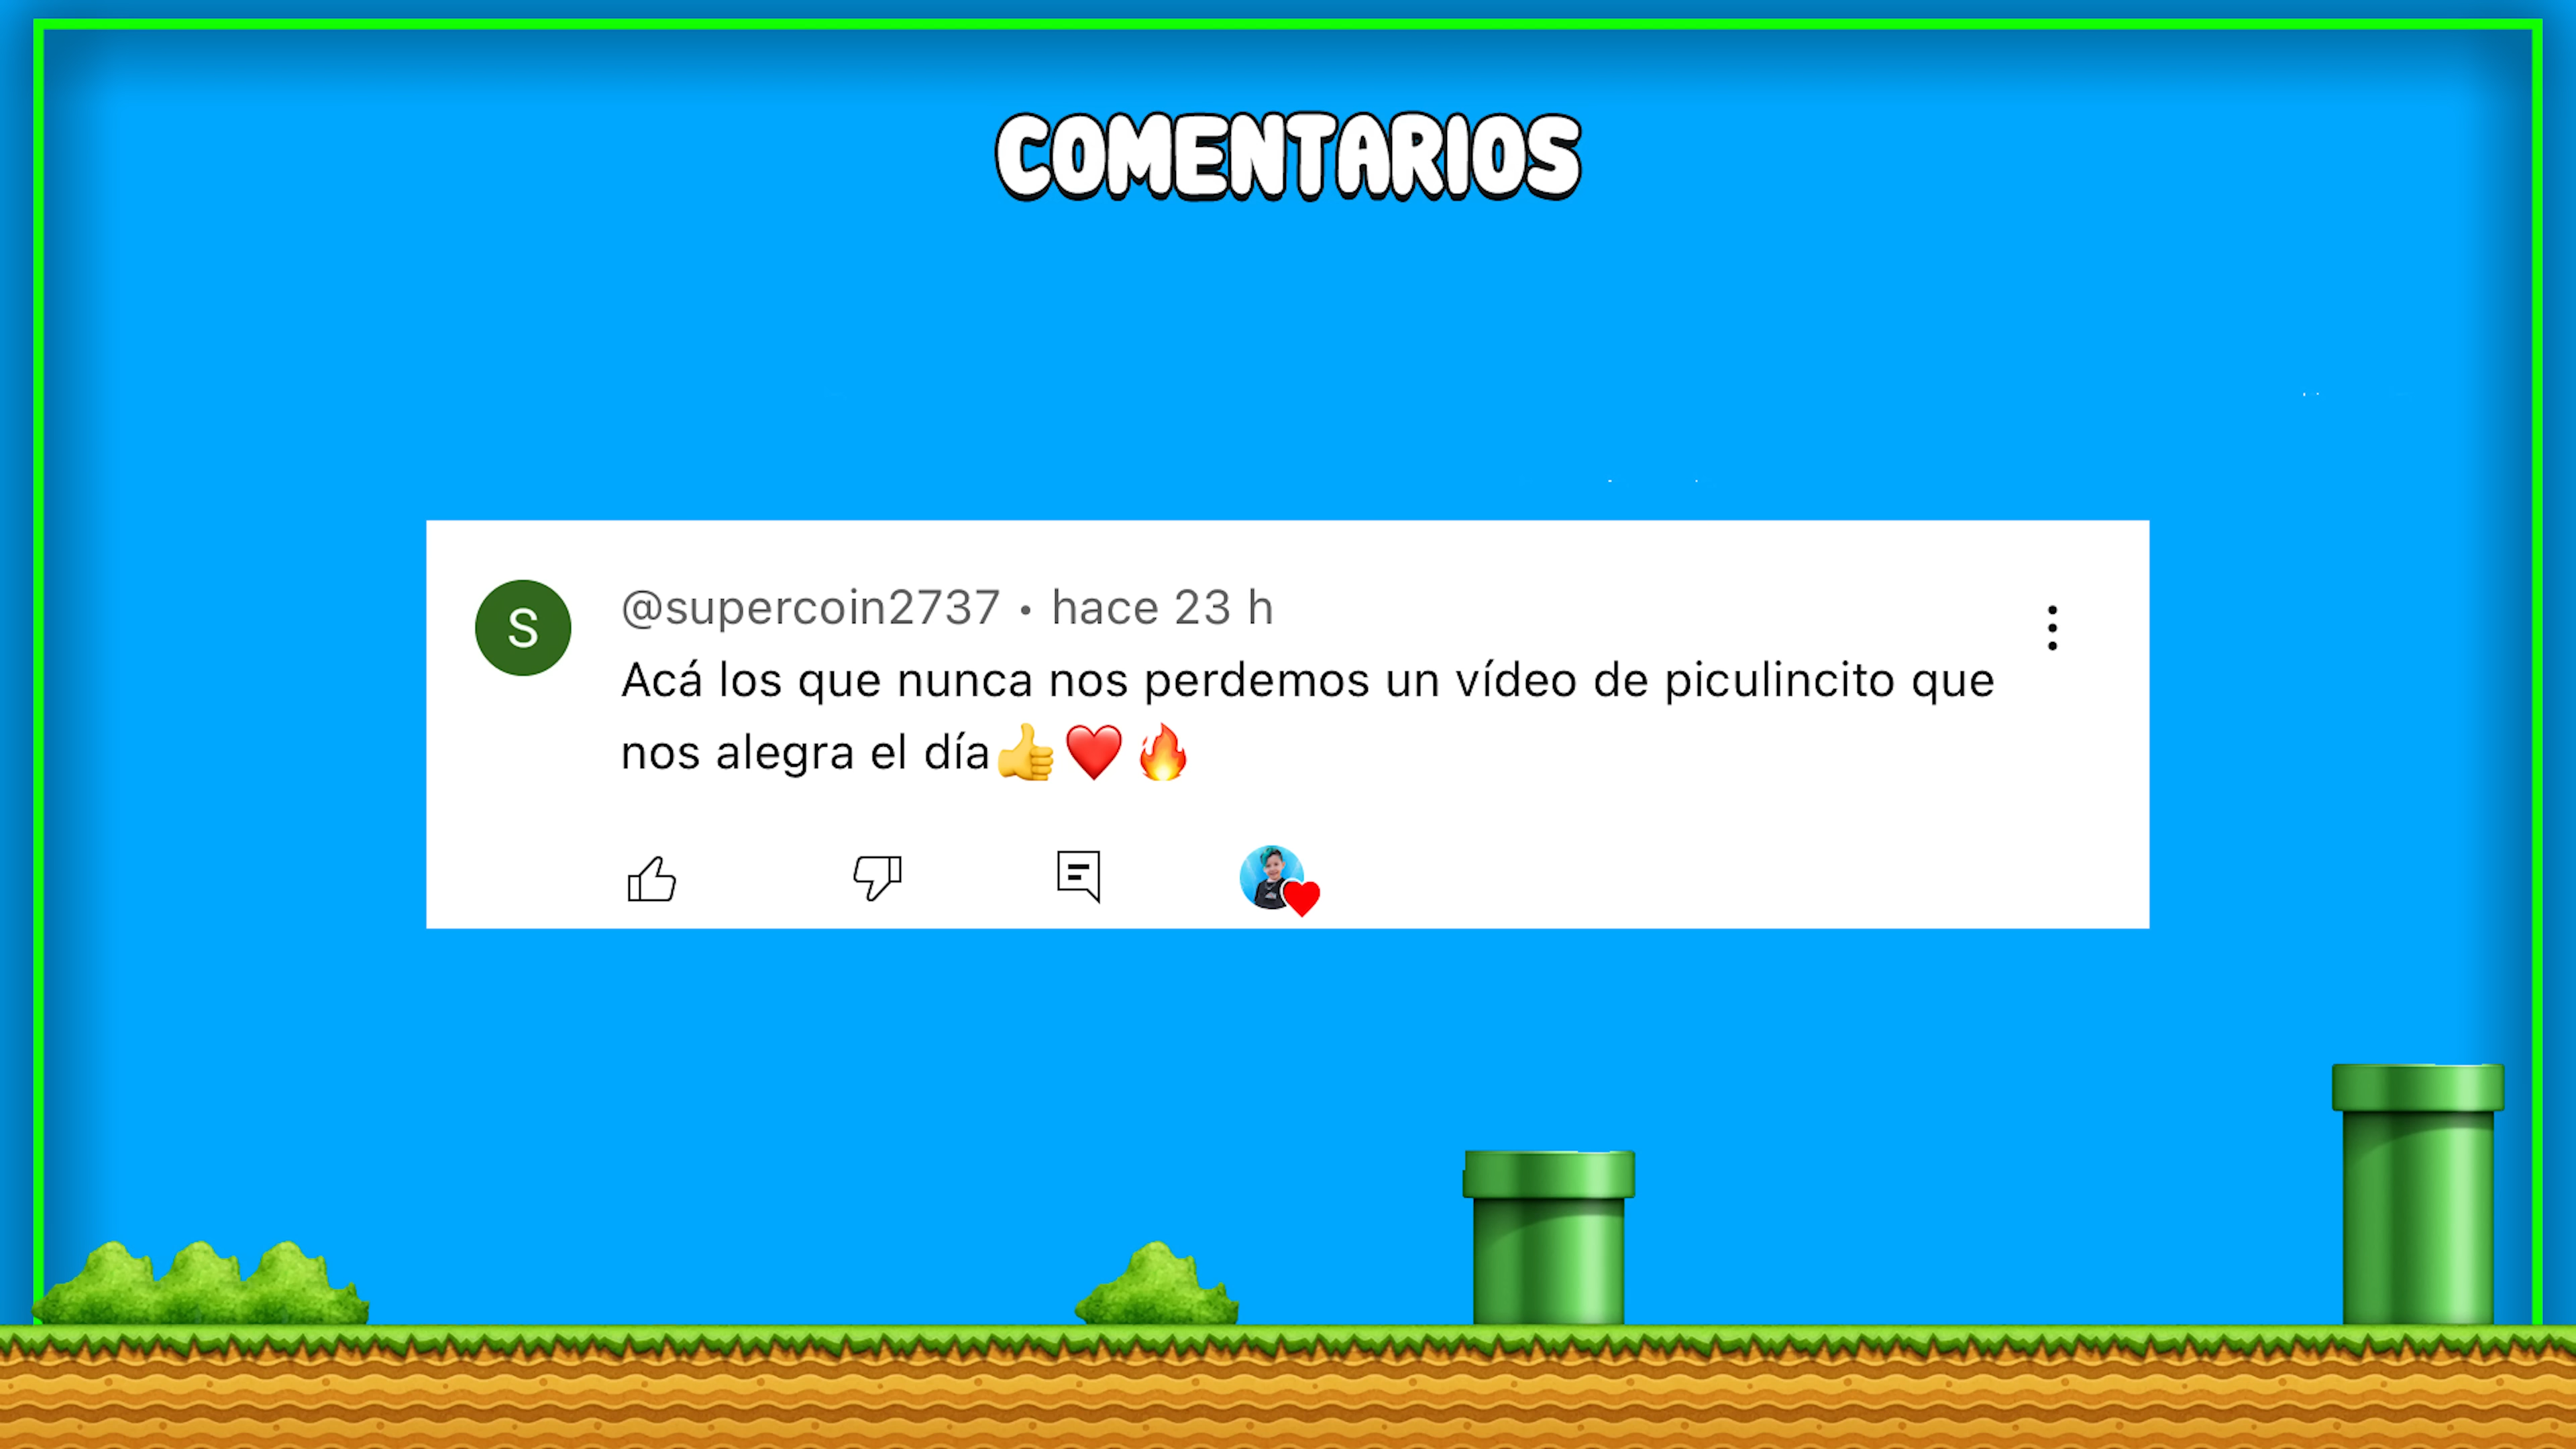 COMENTARIOS
S
@supercoin2737 • hace 23 h
Acá los que nunca nos perdemos un vídeo de piculincito que
nos alegra el día👍❤️🔥